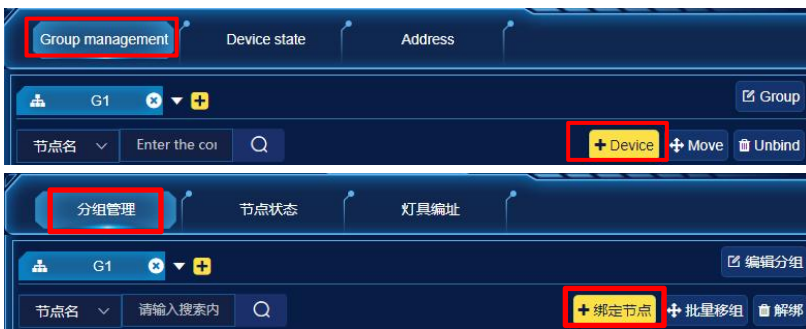 Group management Device state Address
G1 Group
节点名 Enter the coı + Device Move Unbind
分组管理 节点状态 灯具编址
G1 编辑分组
节点名 请输入搜索内 + 绑定节点 批量移组 解绑